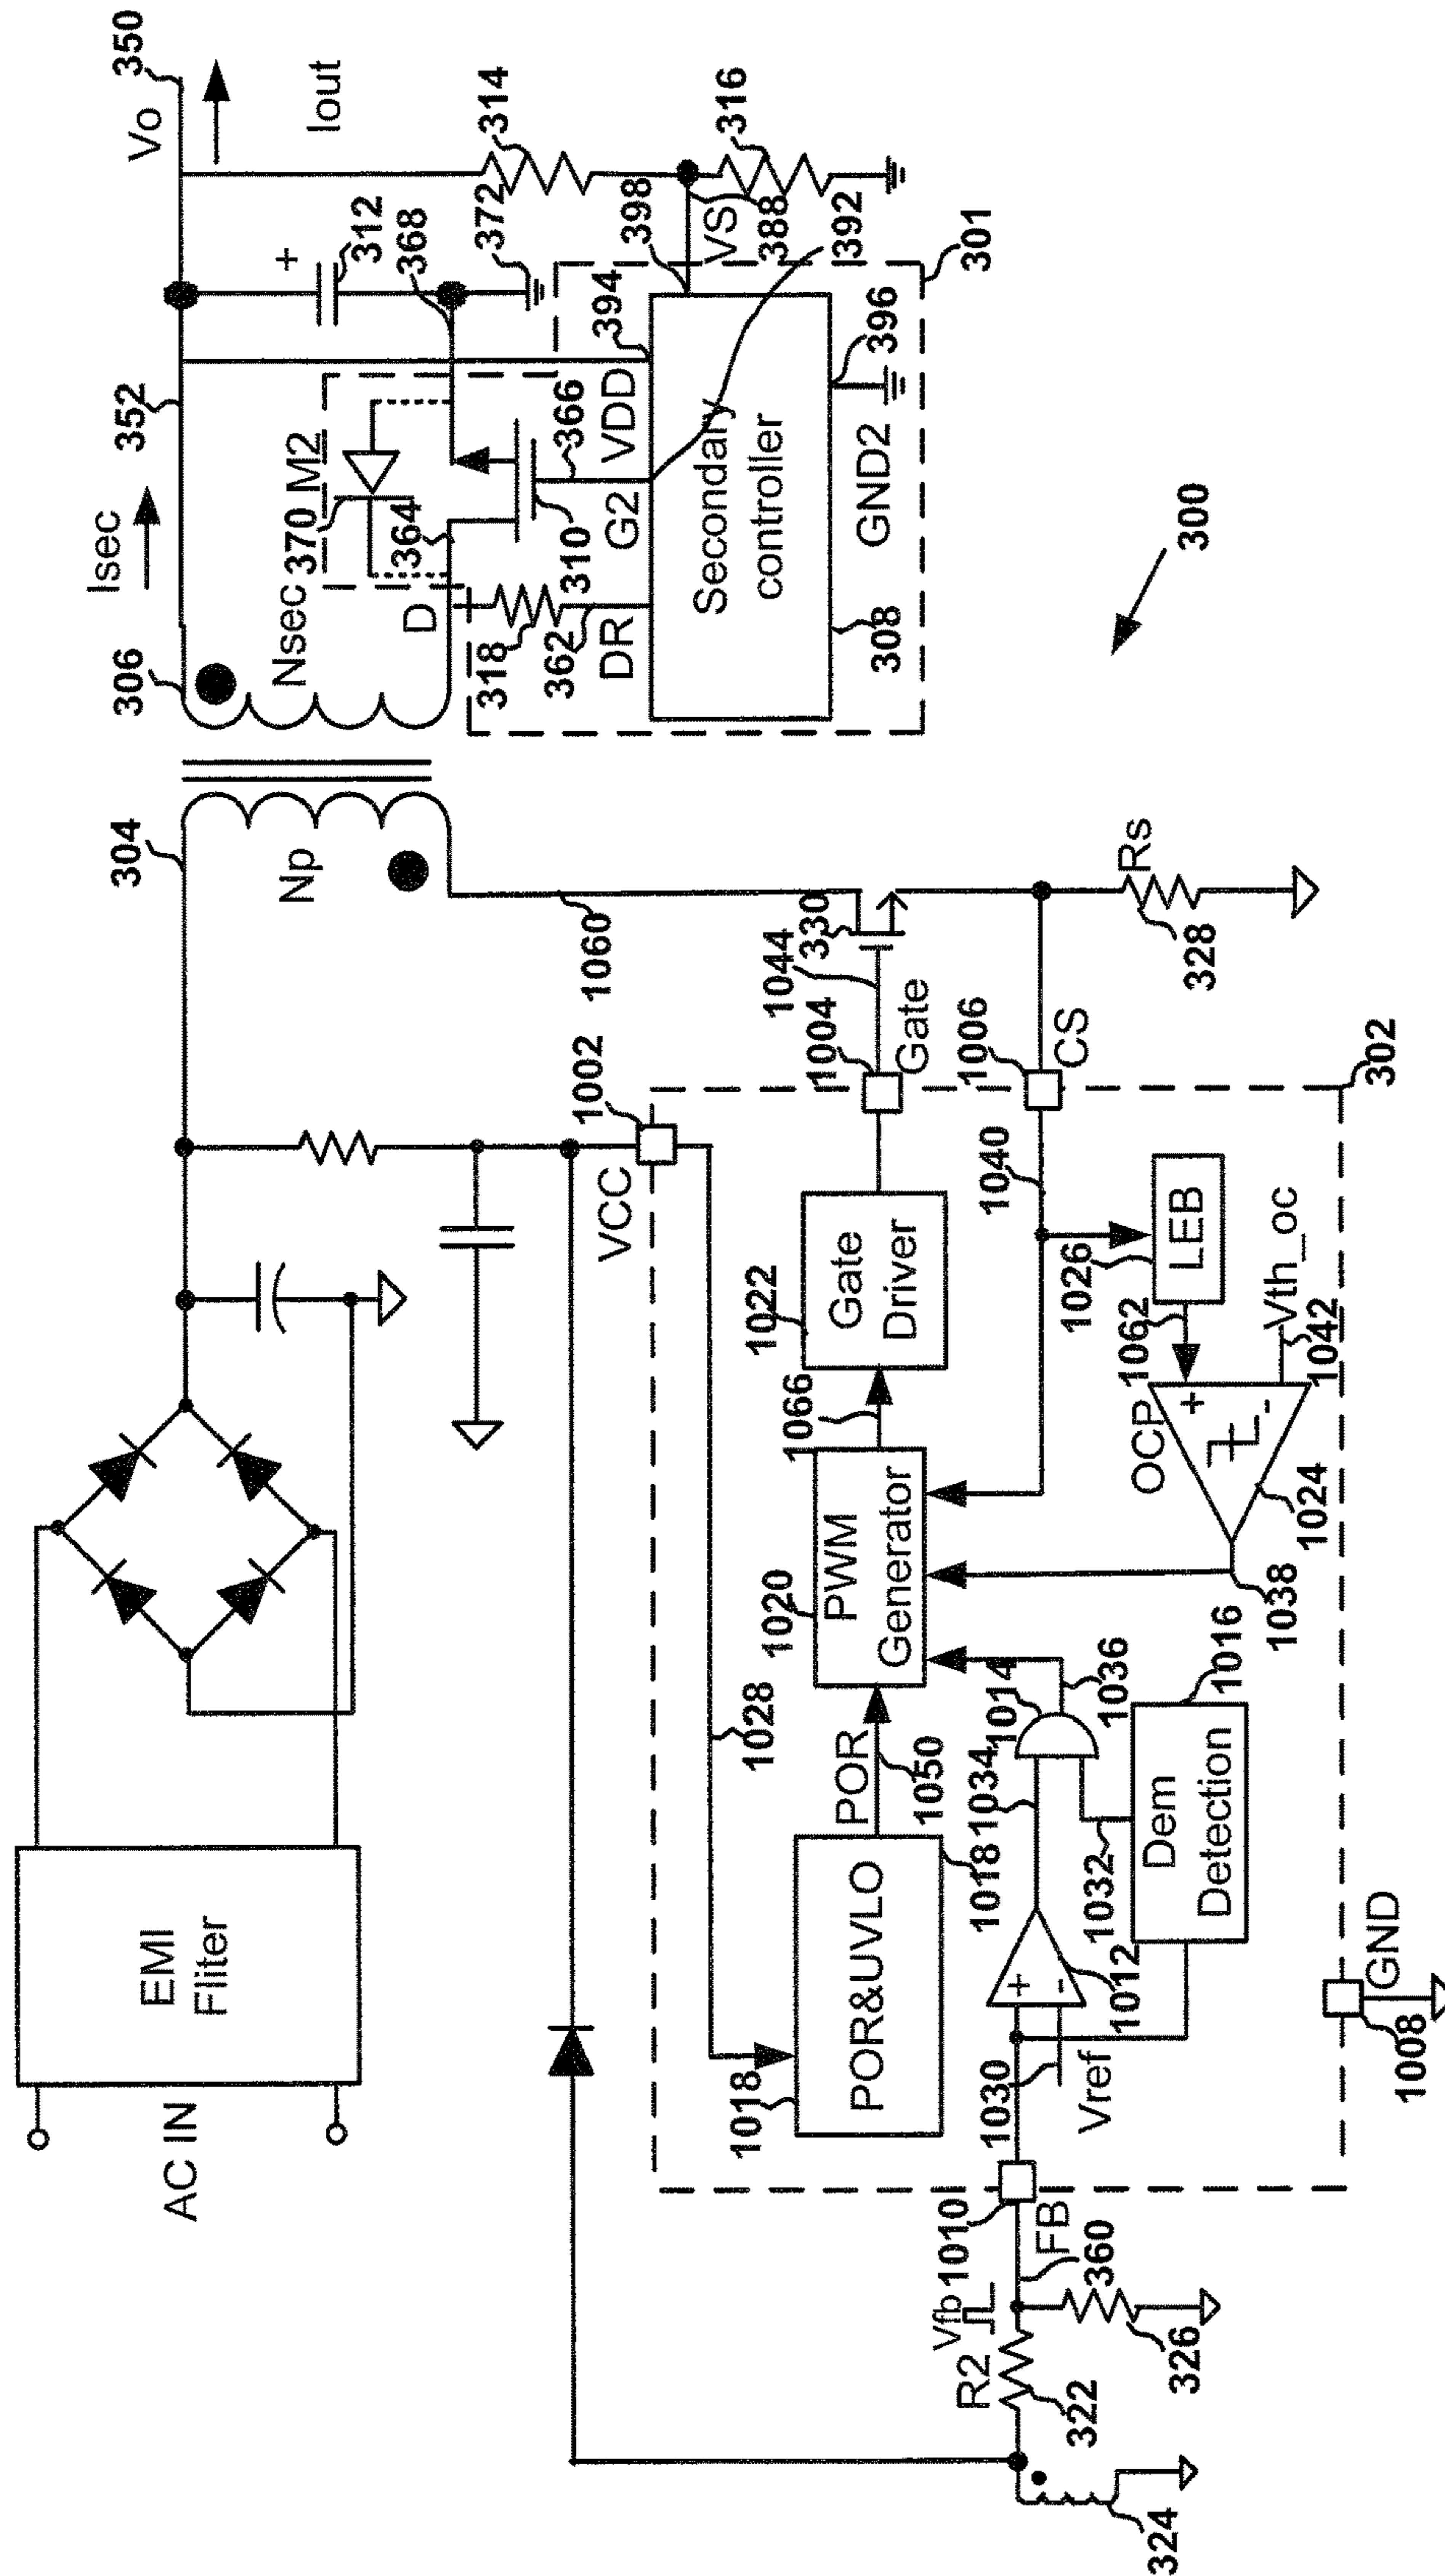 AC IN
EMI
Fliter
304
Np
306
Nsec
Isec
352
Vo
350
Iout
+
312
314
316
368
372
370
M2
364
D
318
362
DR
310
G2
366
VDD
394
398
VS
388
392
301
Secondary
controller
308
GND2
396
300
1060
VCC
1002
1028
1022
Gate
Driver
1004
Gate
1044
330
1006
CS
1040
Rs
328
302
1026
LEB
1062
Vth_oc
1042
OCP
+
-
1024
1038
1066
1020
PWM
Generator
POR
1050
1018
POR&UVLO
1018
1034
1014
1036
1016
Dem
Detection
1032
1012
+
-
1030
Vref
1010
FB
360
Vfb
R2
322
326
324
1008
GND